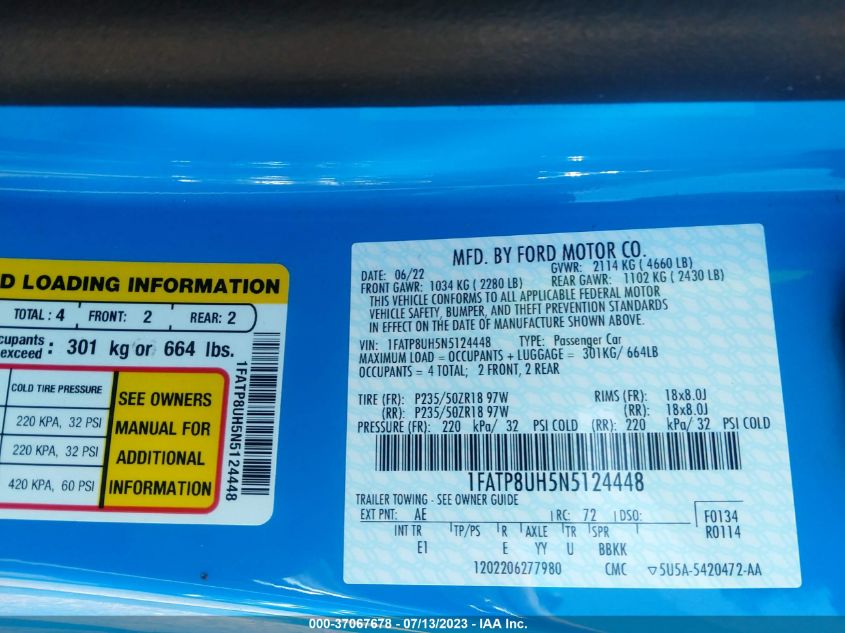 D LOADING INFORMATION
TOTAL: 4 FRONT: 2 REAR: 2
cupants exceed : 301 kg or 664 lbs.
COLD TIRE PRESSURE
220 KPA, 32 PSI
220 KPA, 32 PSI
420 KPA, 60 PSI
SEE OWNERS
MANUAL FOR
ADDITIONAL
INFORMATION
1FATP8UH5N5124448
MFD. BY FORD MOTOR CO.
DATE: 06/22 GVWR: 2114 KG ( 4660 LB)
FRONT GAWR: 1034 KG ( 2280 LB) REAR GAWR: 1102 KG ( 2430 LB)
THIS VEHICLE CONFORMS TO ALL APPLICABLE FEDERAL MOTOR
VEHICLE SAFETY, BUMPER, AND THEFT PREVENTION STANDARDS
IN EFFECT ON THE DATE OF MANUFACTURE SHOWN ABOVE.
VIN: 1FATP8UH5N5124448 TYPE: Passenger Car
MAXIMUM LOAD = OCCUPANTS + LUGGAGE = 301KG/ 664LB
OCCUPANTS = 4 TOTAL; 2 FRONT, 2 REAR
TIRE (FR): P235/50ZR18 97W RIMS (FR): 18x8.0J
(RR): P235/50ZR18 97W (RR): 18x8.0J
PRESSURE (FR): 220 kPa/ 32 PSI COLD (RR): 220 kPa/ 32 PSI COLD
1FATP8UH5N5124448
TRAILER TOWING - SEE OWNER GUIDE
EXT PNT: AE RC: 72 DSO: F0134
INT TR TP/PS R AXLE TR SPR R0114
E1 E YY U BBKK
1202206277980 CMC 5U5A-5420472-AA
000-37067678 - 07/13/2023 - IAA Inc.